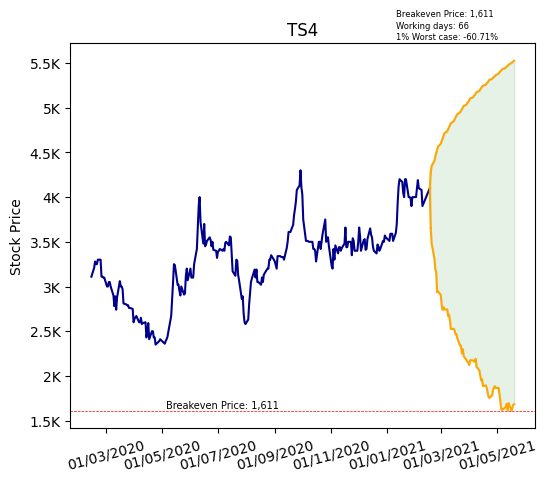 Breakeven Price: 1,611
Working days: 66
1% Worst case: -60.71%
TS4
Stock Price
5.5K
5K
4.5K
4K
3.5K
3K
2.5K
2K
1.5K
Breakeven Price: 1,611
01/03/2020
01/05/2020
01/07/2020
01/09/2020
01/11/2020
01/01/2021
01/03/2021
01/05/2021